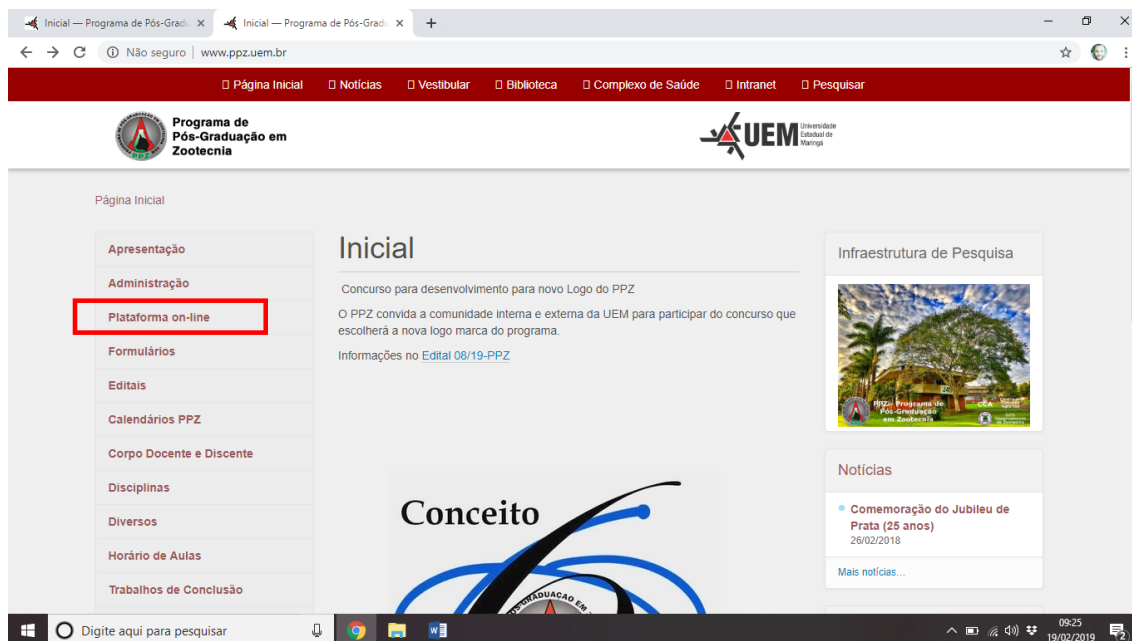 Inicial — Programa de Pós-Gradu
Inicial — Programa de Pós-Gradu
Não seguro | www.ppz.uem.br
Página Inicial
Notícias
Vestibular
Biblioteca
Complexo de Saúde
Intranet
Pesquisar
Programa de
Pós-Graduação em
Zootecnia
PPZ
UEM
Universidade
Estadual de
Maringá
Página Inicial
Apresentação
Administração
Plataforma on-line
Formulários
Editais
Calendários PPZ
Corpo Docente e Discente
Disciplinas
Diversos
Horário de Aulas
Trabalhos de Conclusão
Inicial
Concurso para desenvolvimento para novo Logo do PPZ
O PPZ convida a comunidade interna e externa da UEM para participar do concurso que
escolherá a nova logo marca do programa.
Informações no Edital 08/19-PPZ
Conceito
Infraestrutura de Pesquisa
PPZ - Programa de
Pós-Graduação
em Zootecnia
CCA
Notícias
Comemoração do Jubileu de
Prata (25 anos)
26/02/2018
Mais notícias...
Digite aqui para pesquisar
09:25
19/02/2019